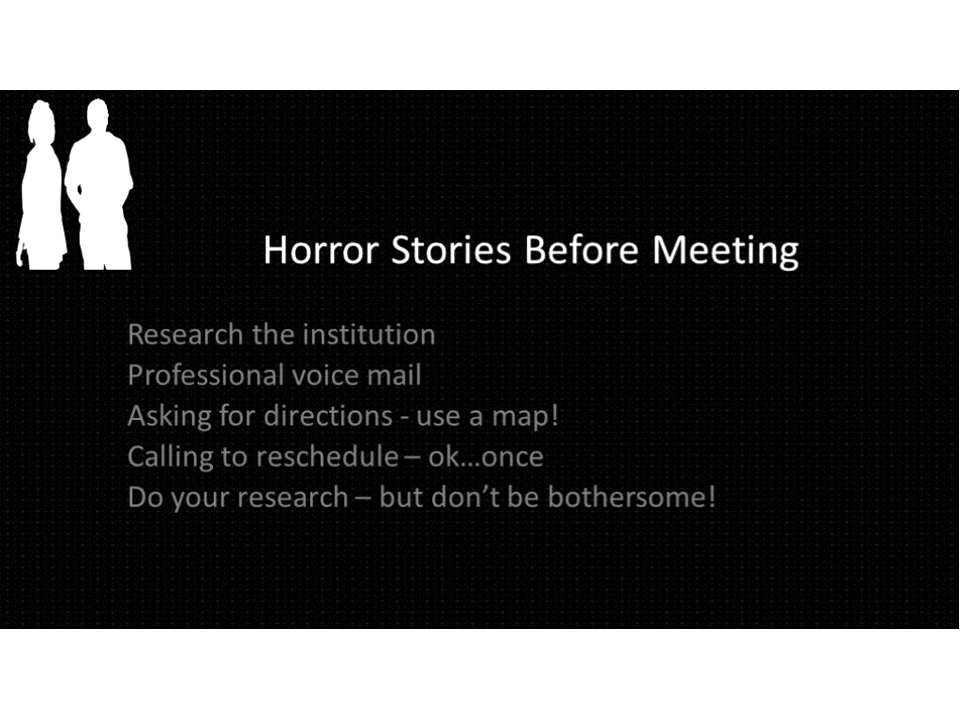 Horror Stories Before Meeting
Research the institution
Professional voice mail
Asking for directions - use a map!
Calling to reschedule – ok…once
Do your research – but don’t be bothersome!